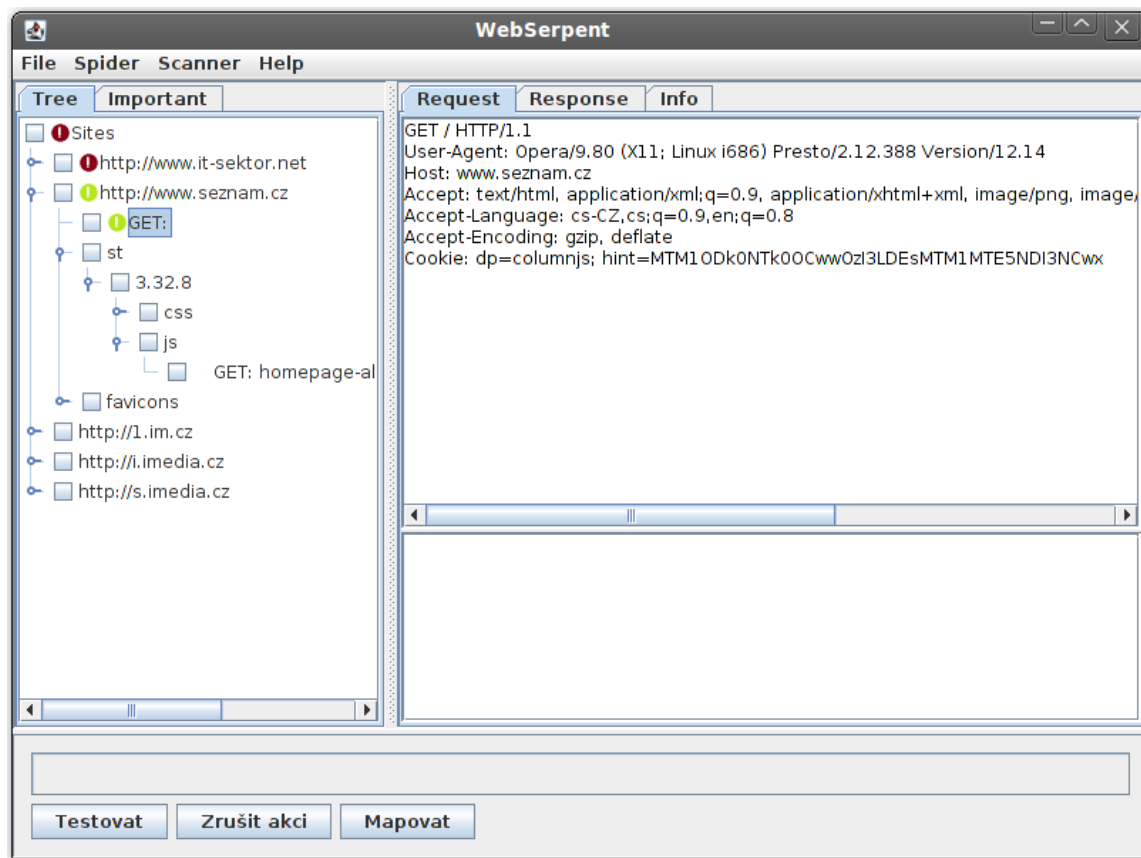 WebSerpent
File Spider Scanner Help
Tree Important
Sites
http://www.it-sektor.net
http://www.seznam.cz
GET:
st
3.32.8
css
js
GET: homepage-al
favicons
http://1.im.cz
http://i.imedia.cz
http://s.imedia.cz
Request Response Info
GET / HTTP/1.1
User-Agent: Opera/9.80 (X11; Linux i686) Presto/2.12.388 Version/12.14
Host: www.seznam.cz
Accept: text/html, application/xml;q=0.9, application/xhtml+xml, image/png, image/
Accept-Language: cs-CZ,cs;q=0.9,en;q=0.8
Accept-Encoding: gzip, deflate
Cookie: dp=columnjs; hint=MTM1ODk0NTk0OCwwOzI3LDEsMTM1MTE5NDI3NCwx
Testovat Zrušit akci Mapovat